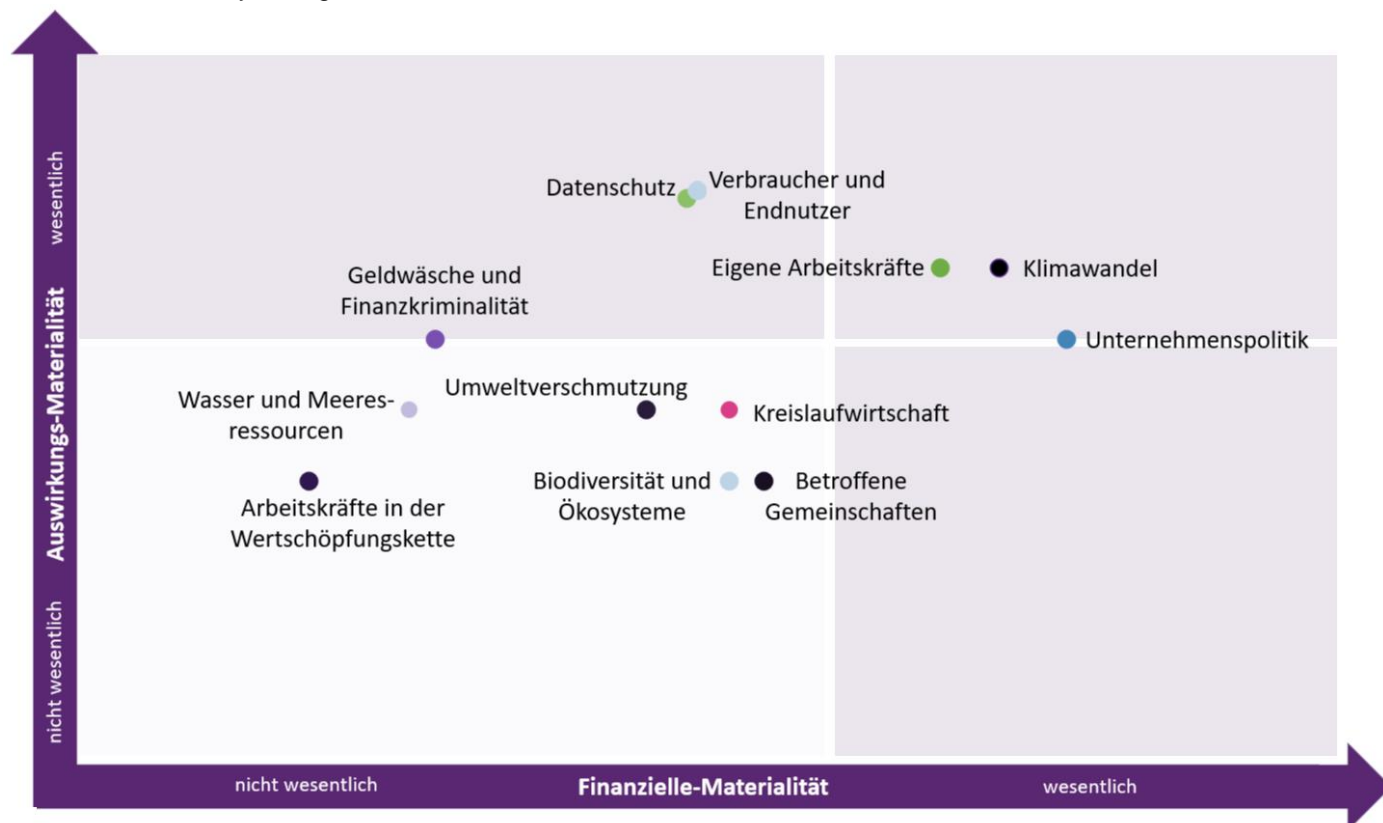 wesentlich
Auswirkungs-Materialität
nicht wesentlich
Datenschutz
Verbraucher und
Endnutzer
Geldwäsche und
Finanzkriminalität
Eigene Arbeitskräfte
Klimawandel
Unternehmenspolitik
Wasser und Meeres-
ressourcen
Umweltverschmutzung
Kreislaufwirtschaft
Arbeitskräfte in der
Wertschöpfungskette
Biodiversität und
Ökosysteme
Betroffene
Gemeinschaften
nicht wesentlich
Finanzielle-Materialität
wesentlich